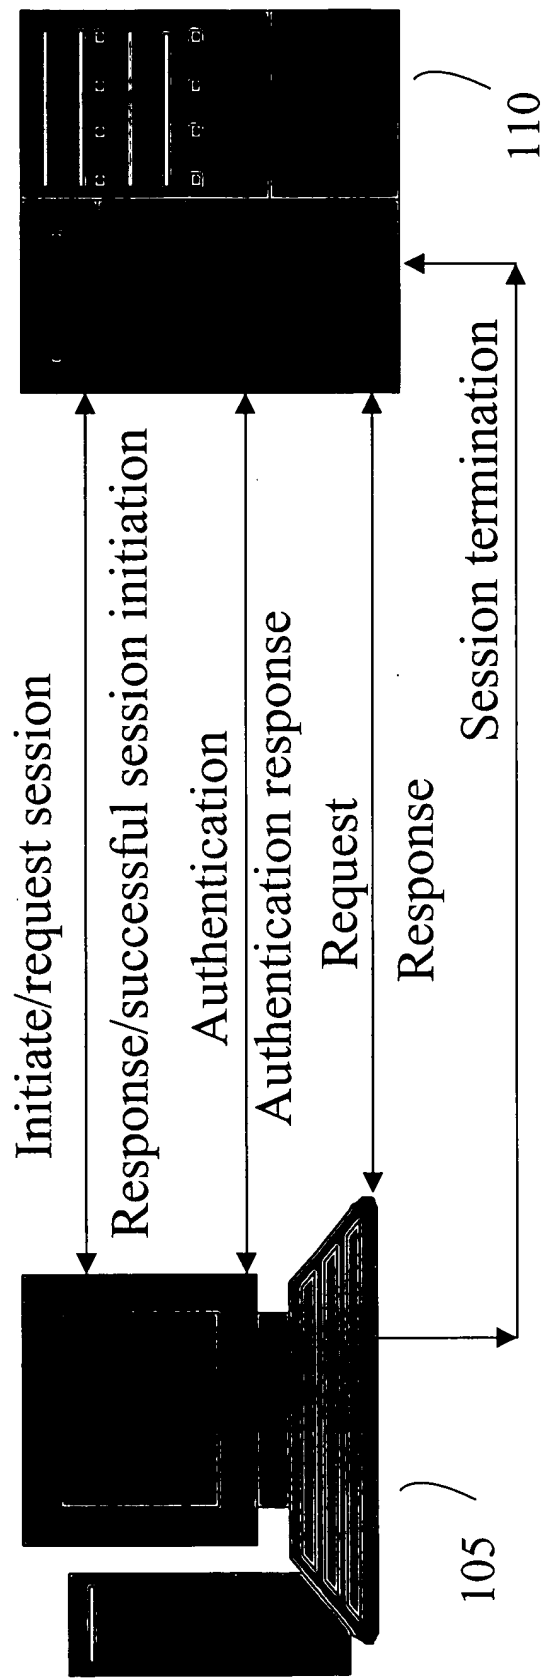 Initiate/request session
Response/successful session initiation
Authentication
Authentication response
Request
Response
Session termination
105
110